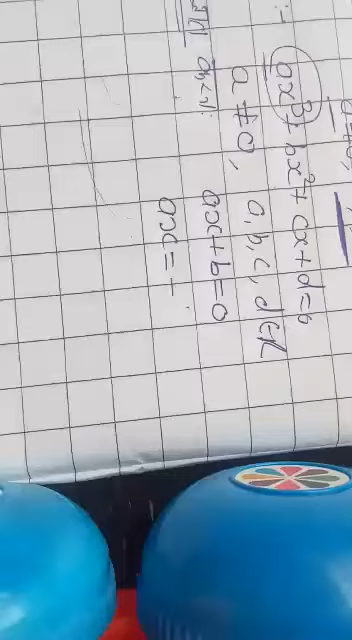 ax³ + bx² + cx + d = 0
a ≠ 0, a, b, c, d ∈ R
ax + b = 0
ax = -